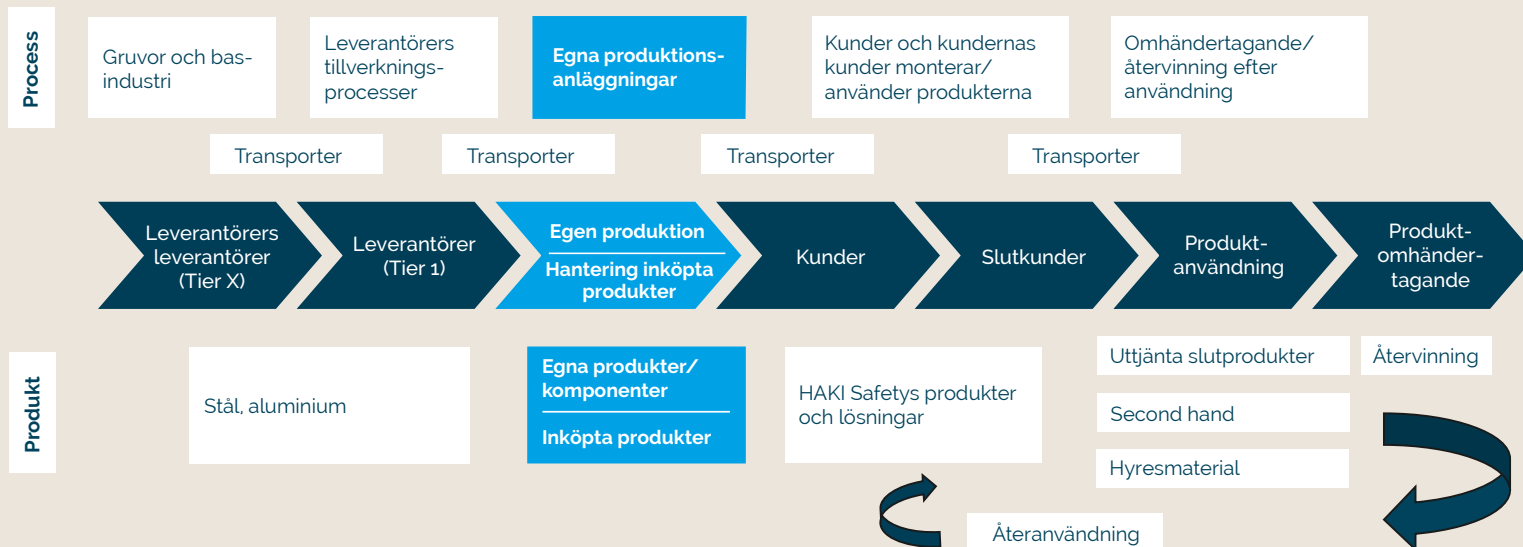 Process
Gruvor och bas-
industri
Leverantörers
tillverknings-
processer
Egna produktions-
anläggningar
Kunder och kundernas
kunder monterar/
använder produkterna
Omhändertagande/
återvinning efter
användning
Transporter
Transporter
Transporter
Transporter
Leverantörers
leverantörer
(Tier X)
Leverantörer
(Tier 1)
Egen produktion
Hantering inköpta
produkter
Kunder
Slutkunder
Produkt-
användning
Produkt-
omhänder-
tagande
Produkt
Stål, aluminium
Egna produkter/
komponenter
Inköpta produkter
HAKI Safetys produkter
och lösningar
Uttjänta slutprodukter
Återvinning
Second hand
Hyresmaterial
Återanvändning